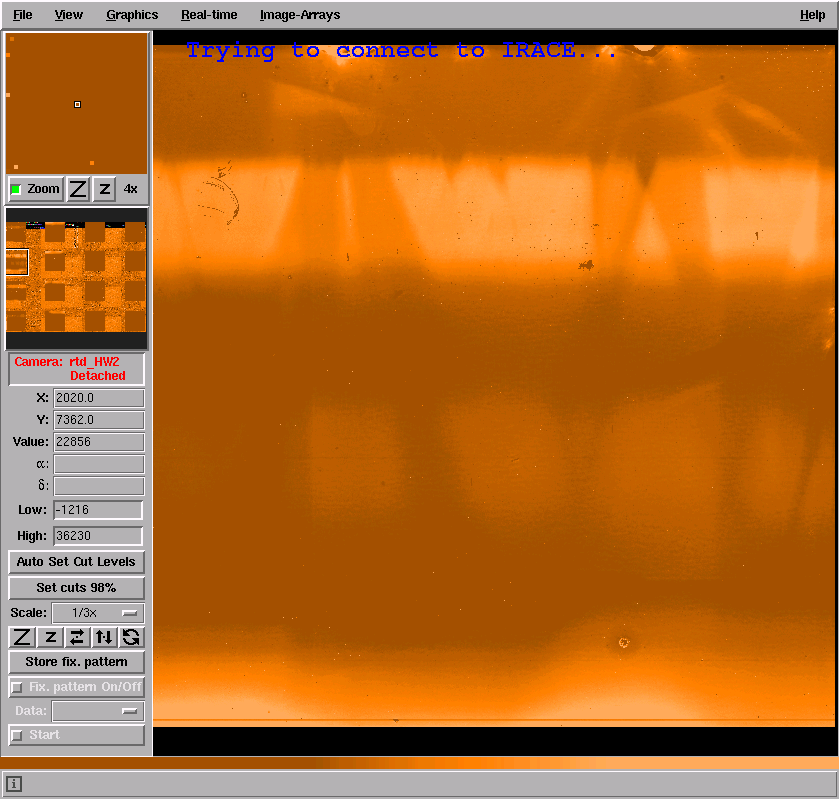 File View Graphics Real-time Image-Arrays Help
Trying to connect to IRACE...
Zoom Z z 4x
Camera: rtd_HW2
Detached
X: 2020.0
Y: 7362.0
Value: 22856
α:
δ:
Low: -1216
High: 36230
Auto Set Cut Levels
Set cuts 98%
Scale: 1/3x
Z z
Store fix. pattern
Fix. pattern On/Off
Data:
Start
i